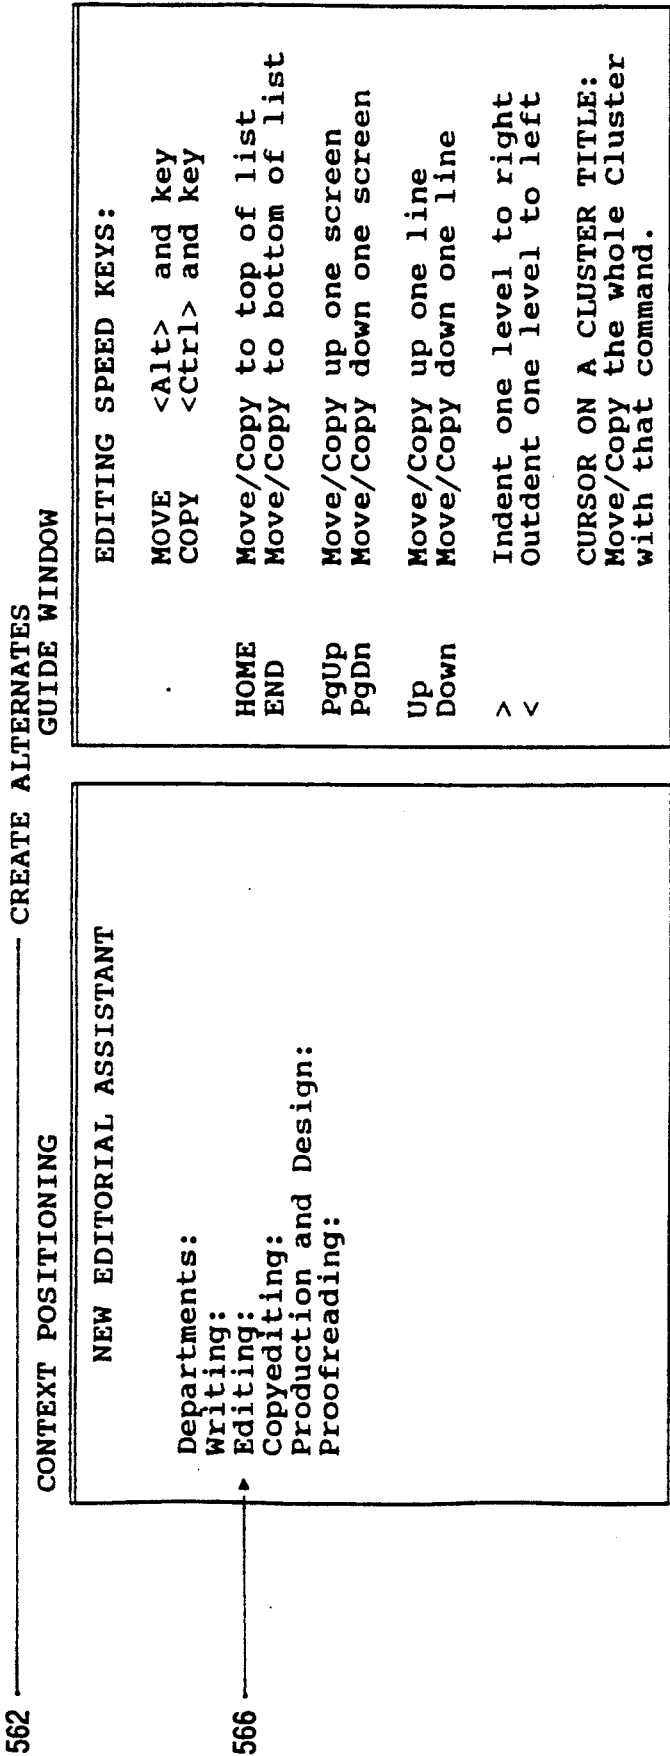 562
CREATE ALTERNATES
CONTEXT POSITIONING
GUIDE WINDOW
NEW EDITORIAL ASSISTANT
Departments:
Writing:
566
Editing:
Copyediting:
Production and Design:
Proofreading:
EDITING SPEED KEYS:
MOVE <Alt> and key
COPY <Ctrl> and key
HOME Move/Copy to top of list
END Move/Copy to bottom of list
PgUp Move/Copy up one screen
PgDn Move/Copy down one screen
Up Move/Copy up one line
Down Move/Copy down one line
> Indent one level to right
< Outdent one level to left
CURSOR ON A CLUSTER TITLE:
Move/Copy the whole Cluster
with that command.